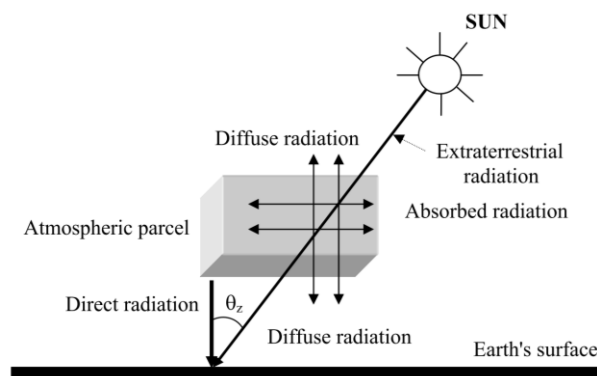 SUN
Diffuse radiation
Extraterrestrial
radiation
Absorbed radiation
Atmospheric parcel
Direct radiation
θz
Diffuse radiation
Earth's surface